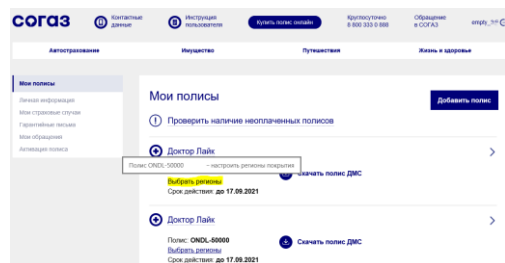 согаз
Контактные данные
Инструкция пользователя
Купить полис онлайн
Круглосуточно
8 800 333 0 888
Обращение в СОГАЗ
Автострахование
Имущество
Путешествия
Жизнь и здоровье
Мои полисы
Личная информация
Мои страховые случаи
Гарантийные письма
Мои обращения
Активация полиса
Мои полисы
Добавить полис
Проверить наличие неоплаченных полисов
Доктор Лайк
Полис ONDL-50000 – настроить регионы покрытия
Выбрать регионы
Скачать полис ДМС
Срок действия: до 17.09.2021
Доктор Лайк
Полис: ONDL-50000
Скачать полис ДМС
Выбрать регионы
Срок действия: до 17.09.2021